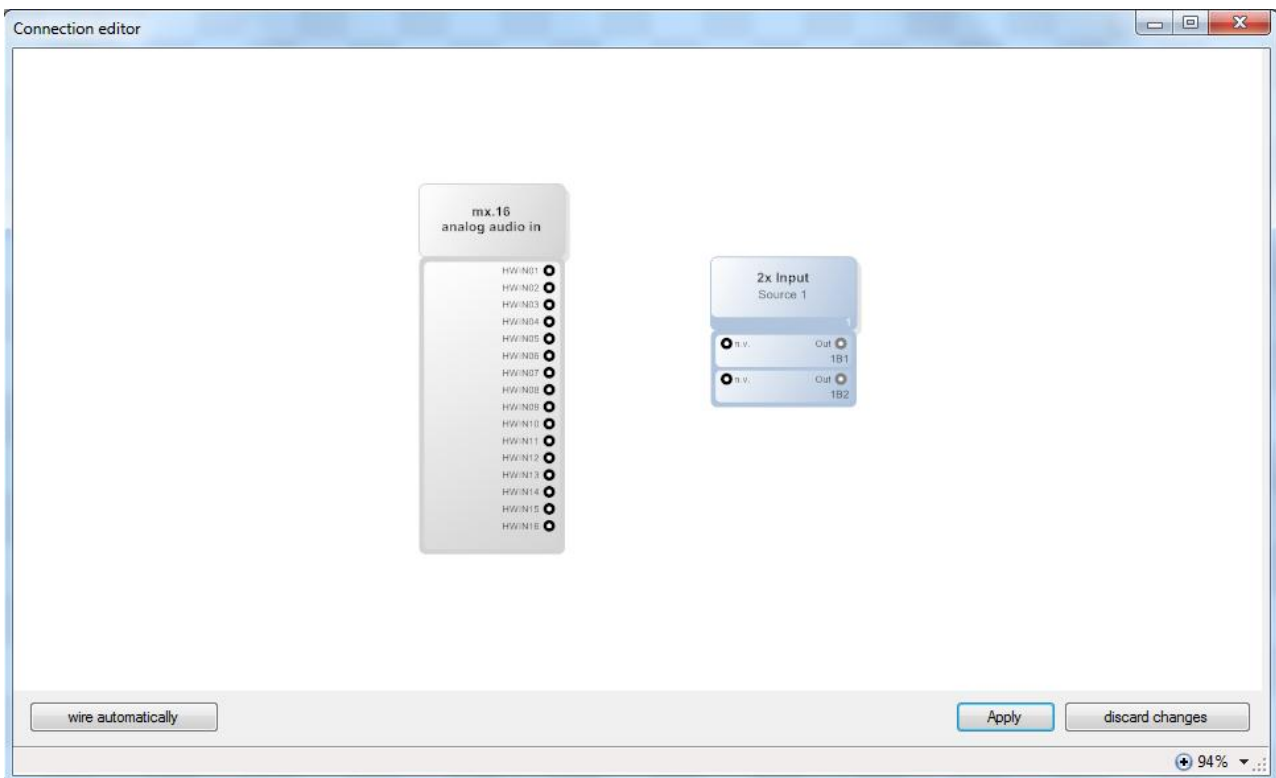 Connection editor
mx.16
analog audio in
HWIN01
HWIN02
HWIN03
HWIN04
HWIN05
HWIN06
HWIN07
HWIN08
HWIN09
HWIN10
HWIN11
HWIN12
HWIN13
HWIN14
HWIN15
HWIN16
2x Input
Source 1
1
n.v. Out
1B1
n.v. Out
1B2
wire automatically
Apply
discard changes
94%